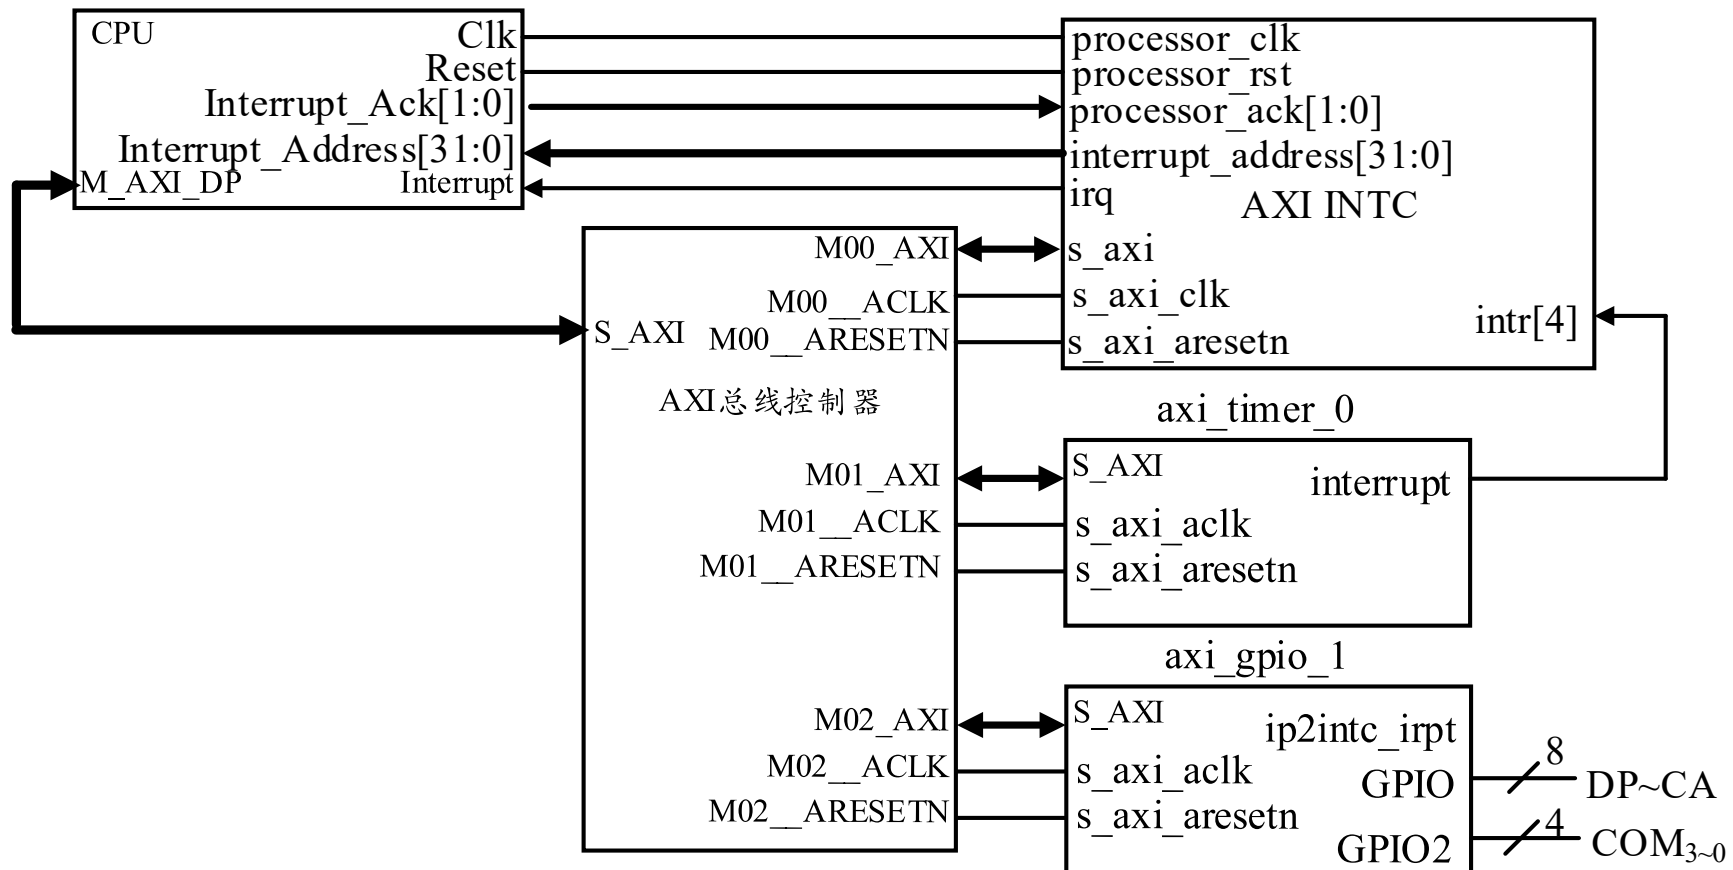 CPU
Clk
Reset
Interrupt_Ack[1:0]
Interrupt_Address[31:0]
M_AXI_DP
Interrupt
processor_clk
processor_rst
processor_ack[1:0]
interrupt_address[31:0]
irq
AXI INTC
s_axi
s_axi_clk
s_axi_aresetn
intr[4]
M00_AXI
M00__ACLK
M00__ARESETN
S_AXI
AXI总线控制器
M01_AXI
M01__ACLK
M01__ARESETN
M02_AXI
M02__ACLK
M02__ARESETN
axi_timer_0
S_AXI
interrupt
s_axi_aclk
s_axi_aresetn
axi_gpio_1
S_AXI
ip2intc_irpt
s_axi_aclk
GPIO
s_axi_aresetn
GPIO2
8
DP~CA
4
COM3~0